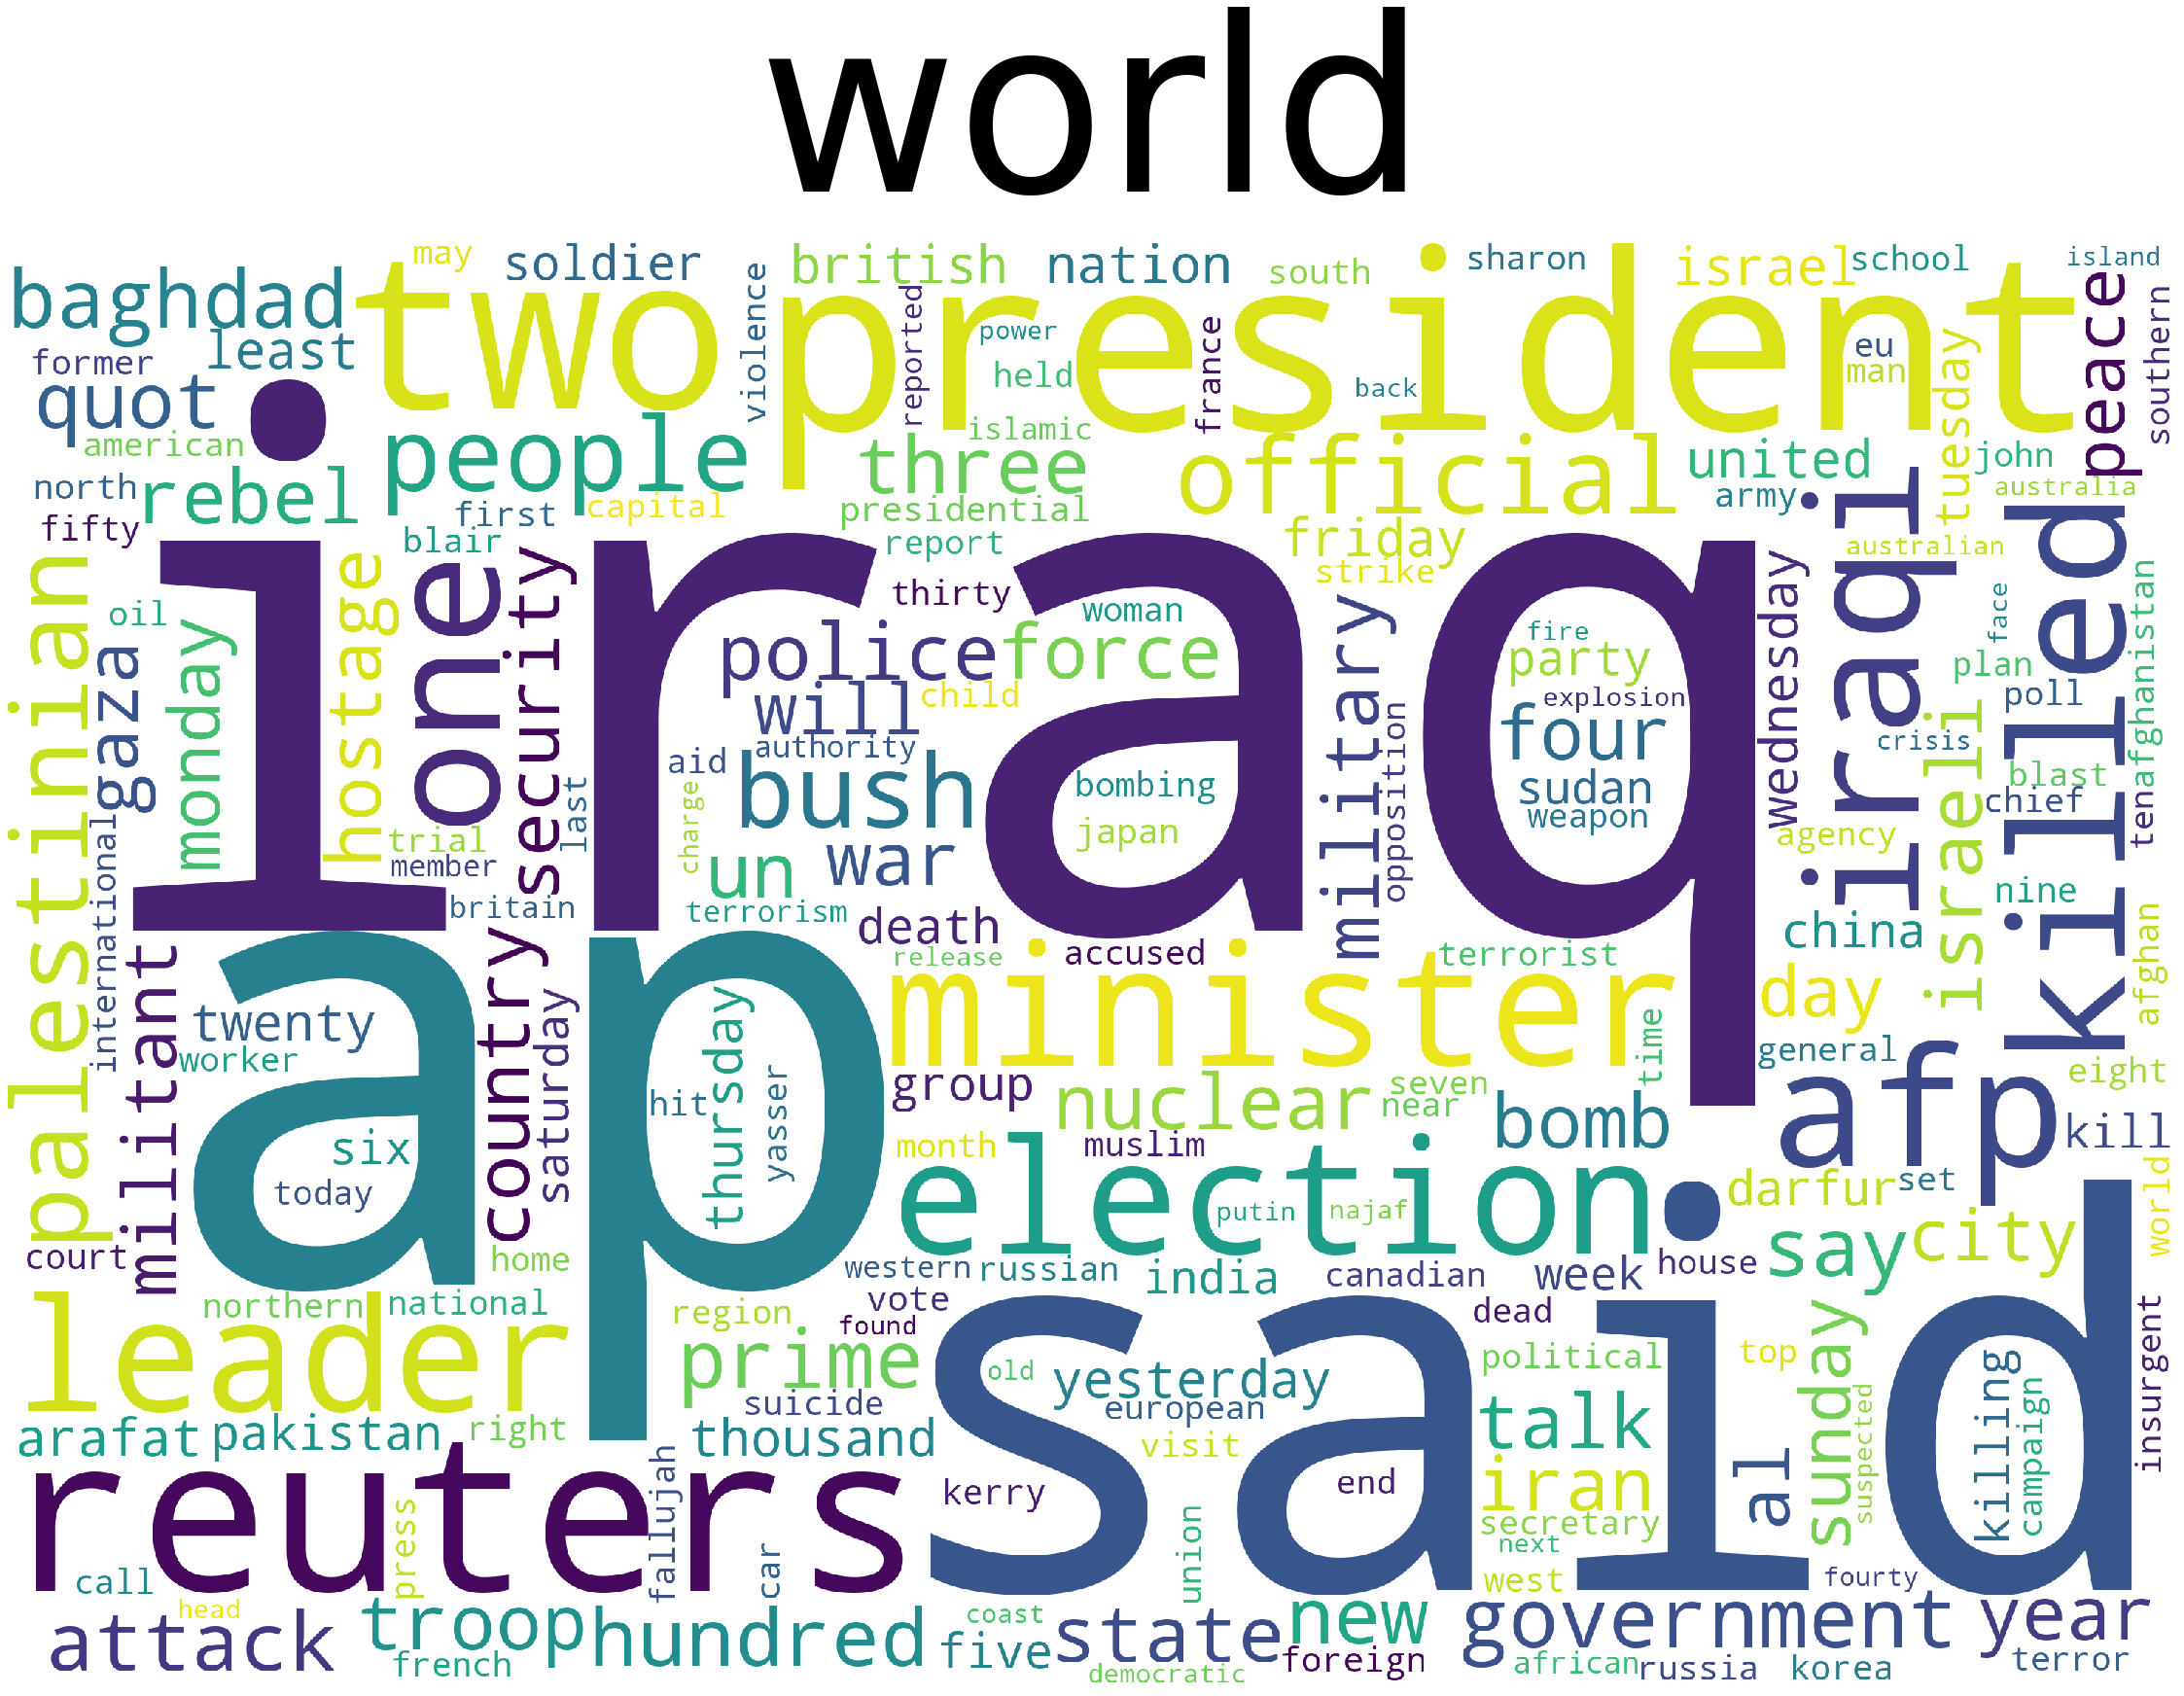 world
may
soldier
british
nation
south
sharon
israel
school
island
baghdad
two
president
violence
reported
power
france
eu
peace
southern
former
least
held
back
man
tuesday
quot
people
islamic
american
three
official
united
john
north
rebel
capital
presidential
army
australia
fifty
first
friday
iraqi
killed
blair
report
strike
australian
iraq
one
security
hostage
palestinian
thirty
woman
military
wednesday
afghanistan
oil
monday
gaza
police
force
fire
party
face
plan
will
child
explosion
poll
aid
authority
opposition
four
crisis
israeli
bush
bombing
sudan
blast
last
charge
weapon
chief
trial
japan
agency
ten
member
un
war
nine
international
britain
terrorism
death
china
militant
country
release
accused
terrorist
afghan
ap
minister
day
twenty
saturday
thursday
time
worker
group
general
hit
yasser
nuclear
seven
near
afp
eight
six
month
muslim
bomb
kill
today
election
darfur
set
world
putin
najaf
court
home
western
russian
india
canadian
week
house
say
city
leader
northern
national
region
vote
found
said
dead
sunday
insurgent
prime
old
yesterday
political
top
killing
suicide
european
suspected
campaign
arafat
pakistan
right
thousand
visit
talk
al
reuters
press
fallujah
kerry
end
iran
secretary
car
union
next
call
west
fourty
head
attack
troop
hundred
coast
five
state
new
government
year
french
democratic
foreign
african
russia
korea
terror